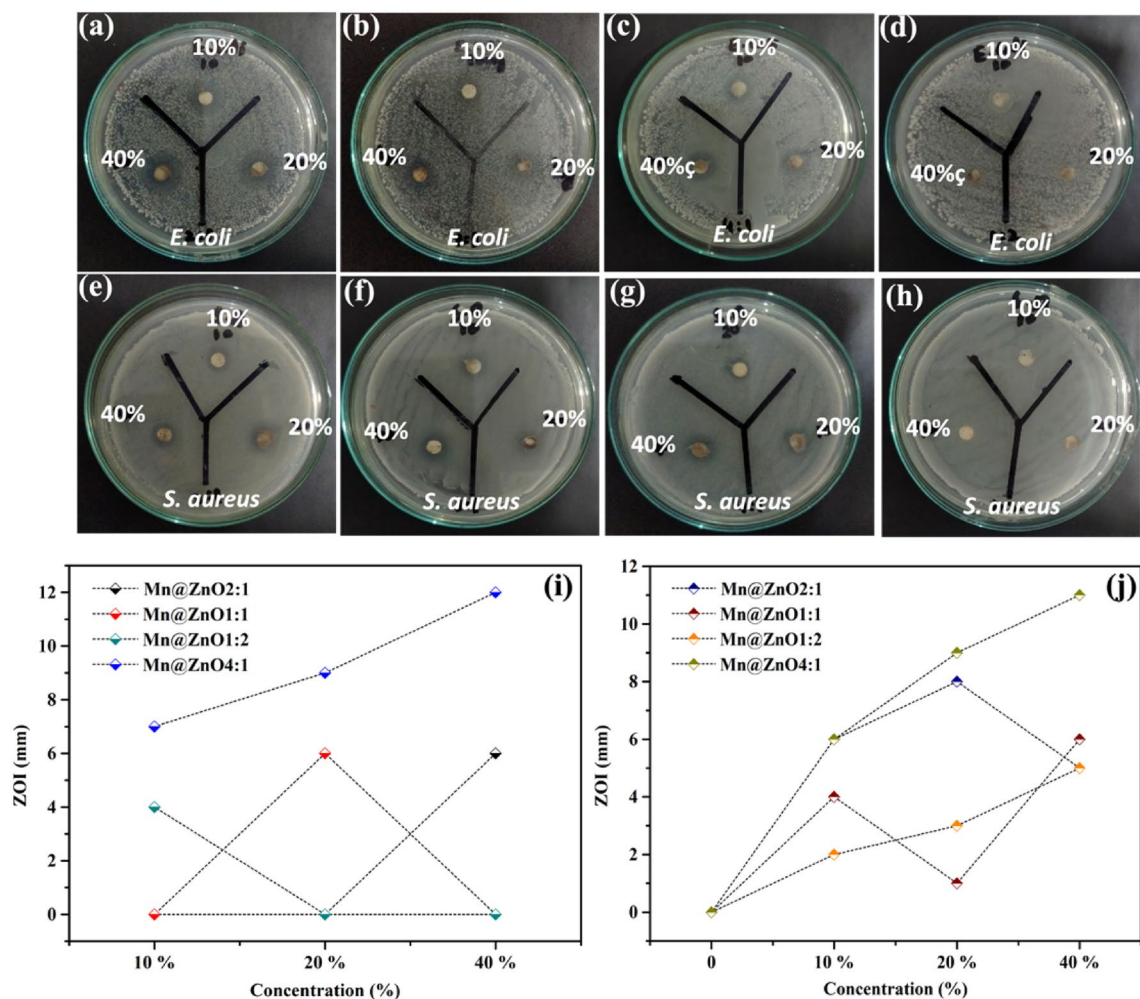 (a)
10%
40%
20%
E. coli
(b)
10%
40%
20%
E. coli
(c)
10%
40%ç
20%
E. coli
(d)
10%
40%ç
20%
E. coli
(e)
10%
40%
20%
S. aureus
(f)
10%
40%
20%
S. aureus
(g)
10%
40%
20%
S. aureus
(h)
10%
40%
20%
S. aureus
(i)
Mn@ZnO2:1
Mn@ZnO1:1
Mn@ZnO1:2
Mn@ZnO4:1
ZOI (mm)
12
10
8
6
4
2
0
10 %
20 %
40 %
Concentration (%)
(j)
Mn@ZnO2:1
Mn@ZnO1:1
Mn@ZnO1:2
Mn@ZnO4:1
ZOI (mm)
12
10
8
6
4
2
0
0
10 %
20 %
40 %
Concentration (%)